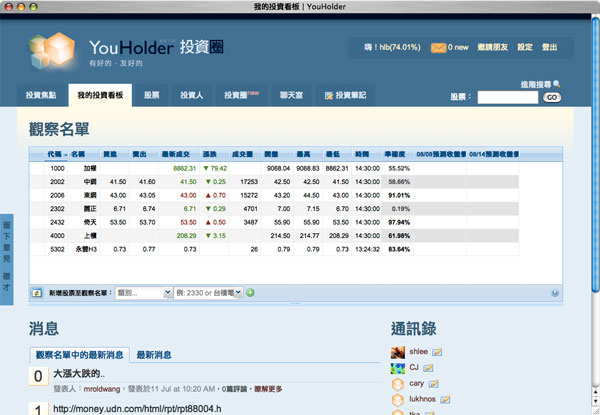 我的投資看板 | YouHolder
YouHolder BETA 投資圈
有好的 · 友好的
嗨！hlb(74.01%) 0 new 邀請朋友 設定 登出
進階搜尋
投資焦點 我的投資看板 股票 投資人 投資圈new 聊天室 投資筆記 股票： GO
觀察名單
代碼 名稱 買進 賣出 最新成交 漲跌 成交量 開盤 最高 最低 時間 準確度 08/08預測收盤價 08/14預測收盤價
1000 加權 8862.31 ▼ 79.42 9068.04 9068.83 8862.31 14:30:00 55.52%
2002 中鋼 41.50 41.60 41.50 ▼ 0.25 17253 42.50 42.50 41.50 14:30:00 58.66%
2006 東鋼 43.00 43.05 43.00 ▲ 0.70 15272 43.20 44.50 43.00 14:30:00 91.01%
2302 麗正 6.71 6.74 6.71 ▼ 0.29 4701 7.00 7.15 6.70 14:30:00 0.19%
2432 倚天 53.50 53.70 53.50 ▲ 0.50 3487 55.90 55.90 53.50 14:30:00 97.94%
4000 上櫃 208.29 ▼ 3.15 214.50 214.77 208.29 14:30:00 61.98%
5302 永豐H3 0.73 0.77 0.73 26 0.79 0.79 0.73 13:24:32 83.64%
留下意見 徵才
新增股票至觀察名單： 類別... 例: 2330 or 台積電
消息
通訊錄
觀察名單中的最新消息 最新消息
0 大漲大跌的..
發表人：mroldwang，發表於11 Jul at 10:20 AM，0篇評論，瞭解更多
1 http://money.udn.com/html/rpt/rpt88004.h
shlee
CJ
cary
lukhnos